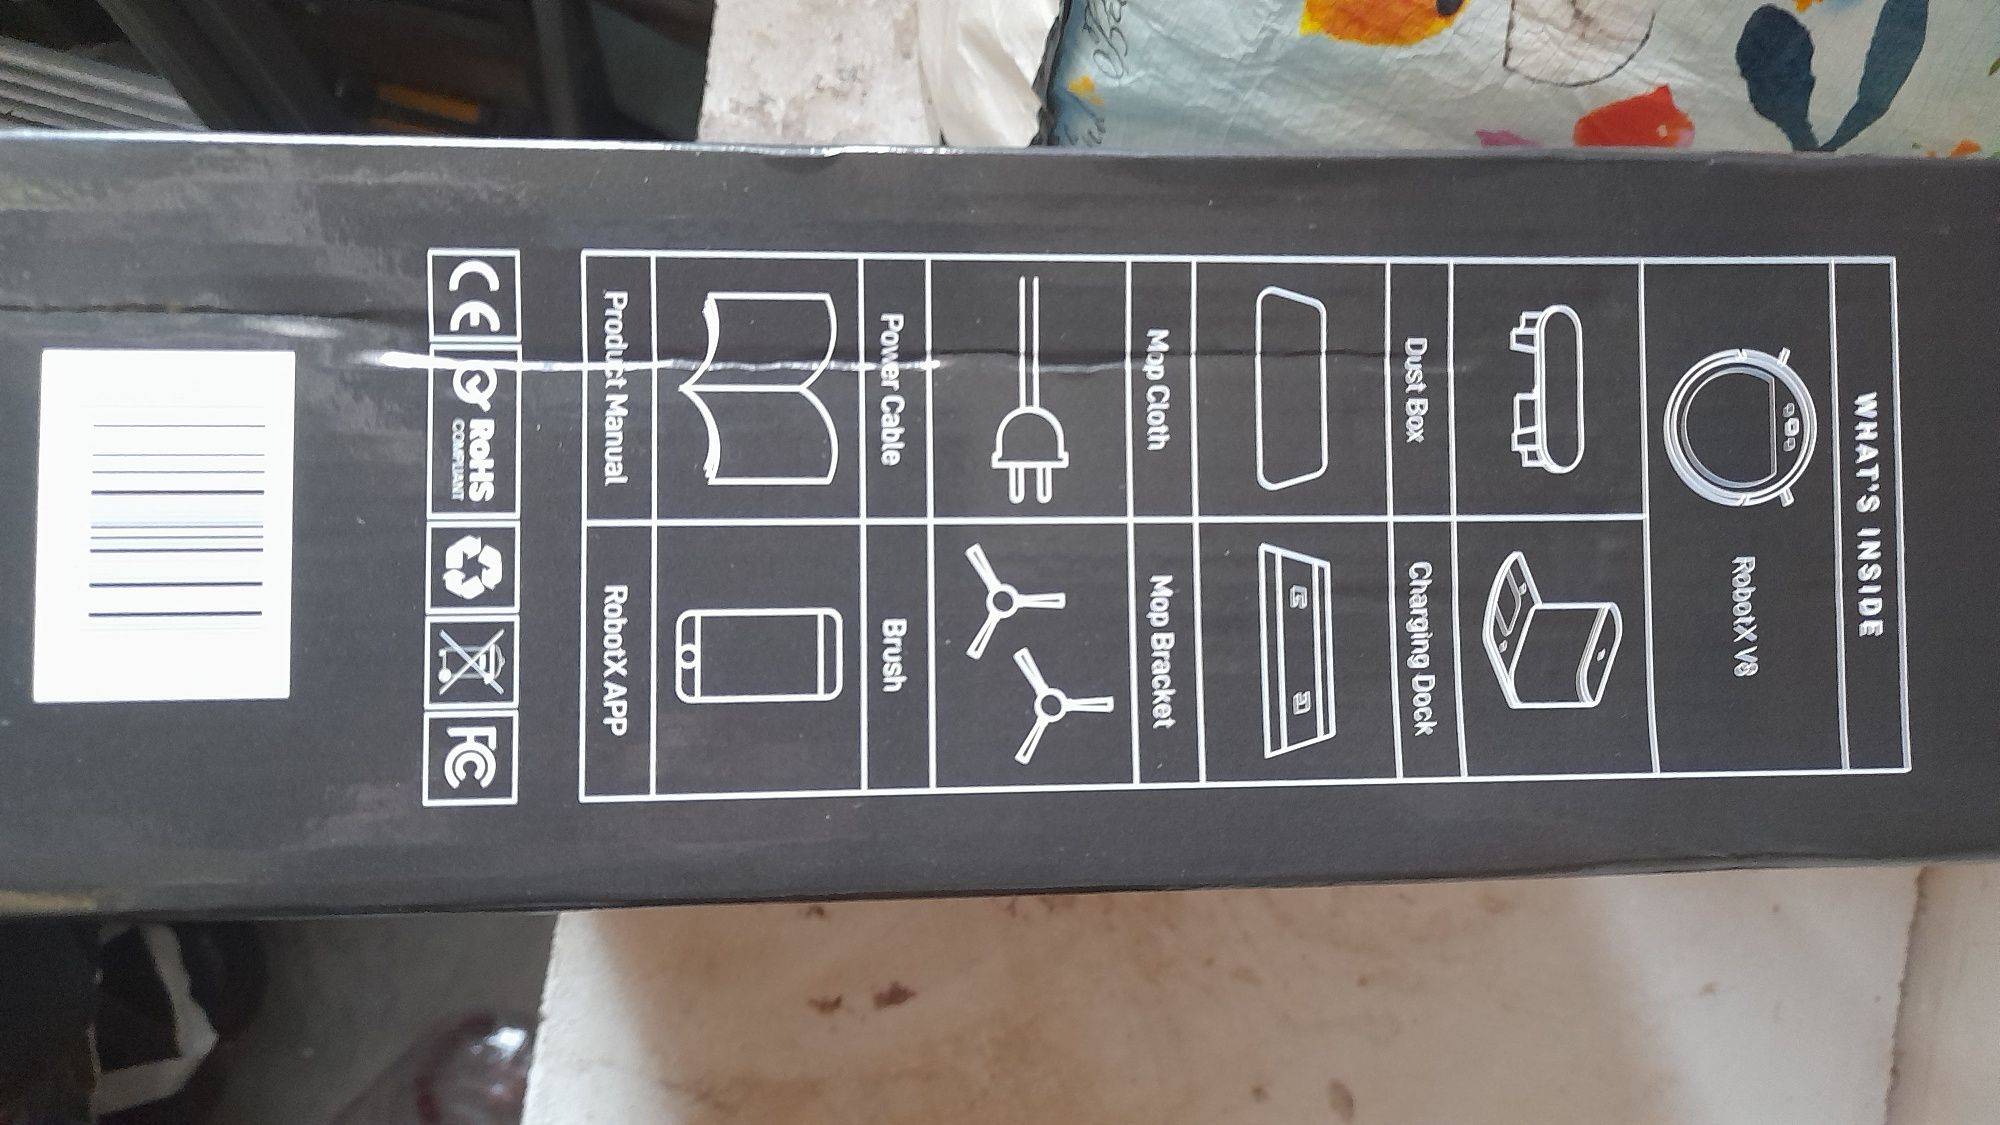 WHAT'S INSIDE
RobotX V8
Dust Box
Charging Dock
Mop Cloth
Mop Bracket
Power Cable
Brush
Product Manual
RobotX APP
CE
RoHS
COMPLIANT
FC